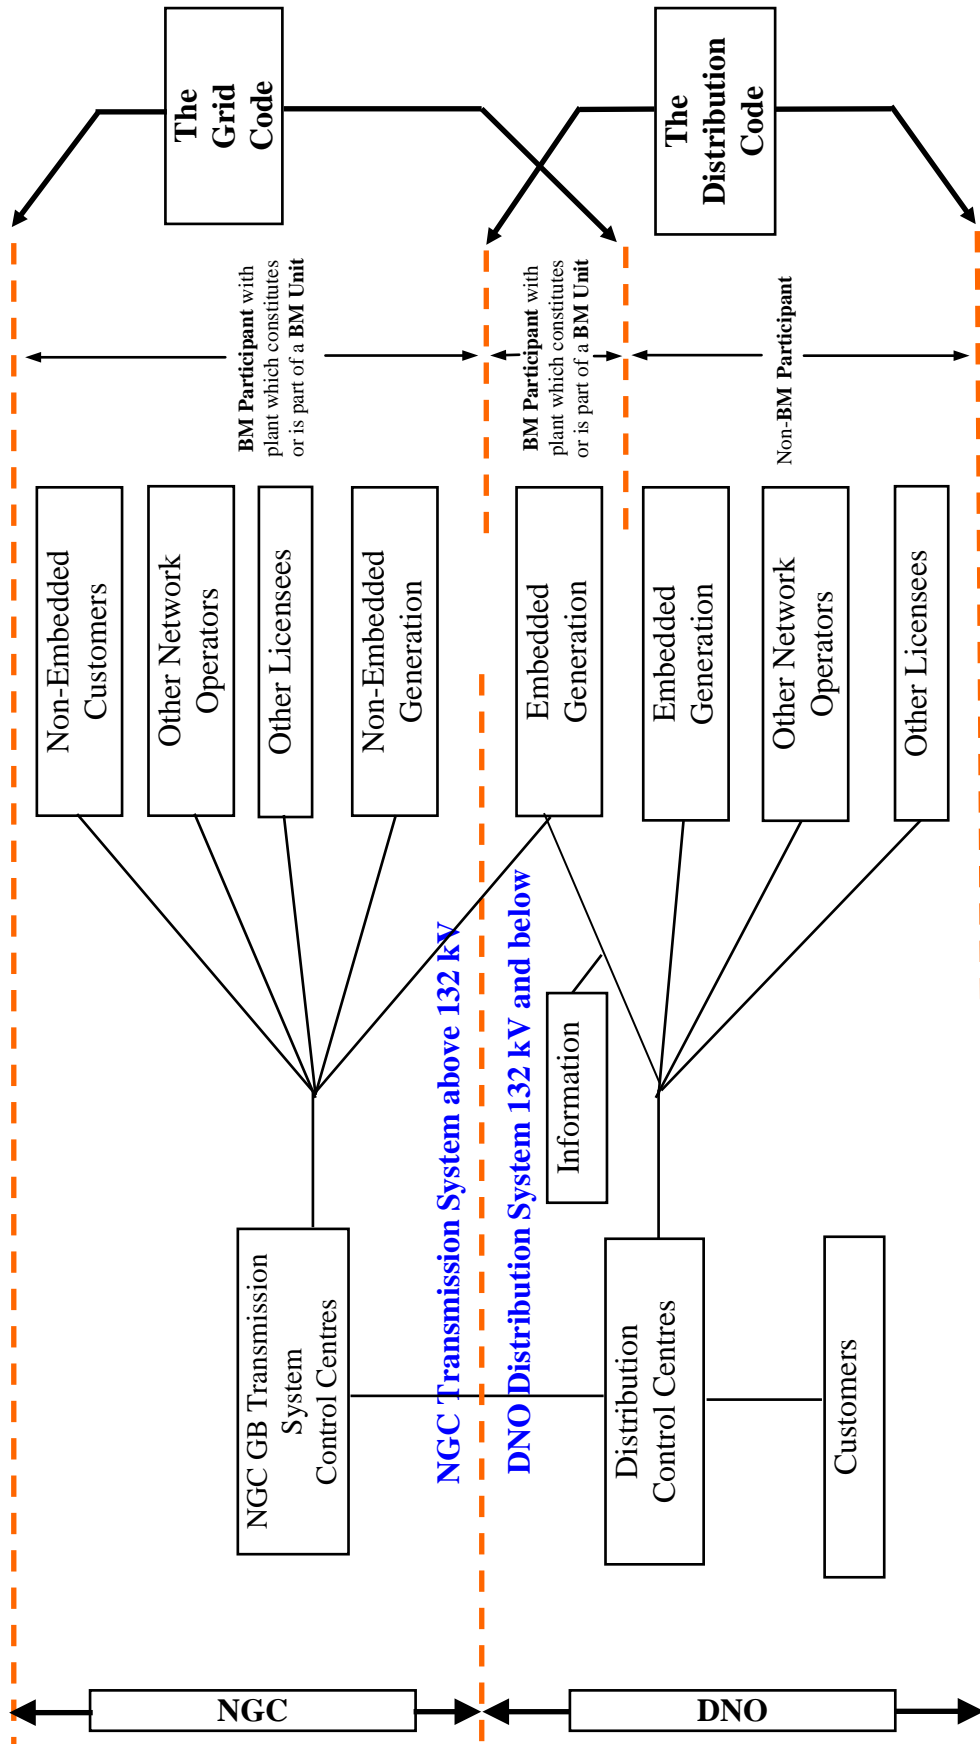 The
Grid
Code
The
Distribution
Code
BM Participant with
plant which constitutes
or is part of a BM Unit
BM Participant with
plant which constitutes
or is part of a BM Unit
Non-BM Participant
Non-Embedded
Customers
Other Network
Operators
Other Licensees
Non-Embedded
Generation
Embedded
Generation
Embedded
Generation
Other Network
Operators
Other Licensees
NGC Transmission System above 132 kV
DNO Distribution System 132 kV and below
Information
NGC GB Transmission
System
Control Centres
Distribution
Control Centres
Customers
NGC
DNO